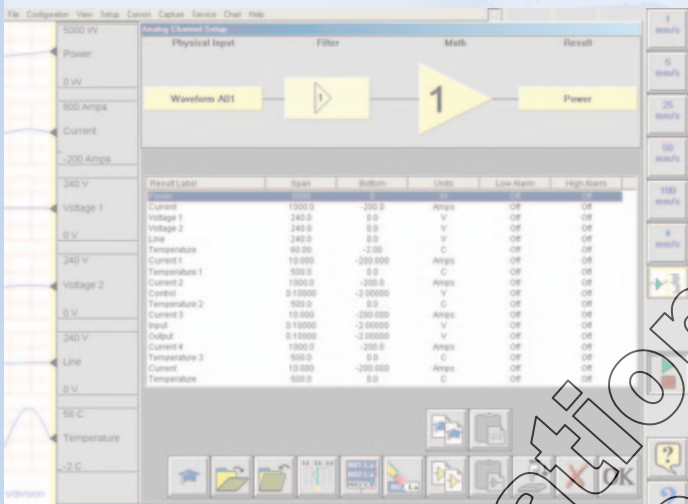 File Configuration View Setup Cursor Capture Service Chart Help
5000 W
Power
0 W
800 Amps
Current
-200 Amps
240 V
Voltage 1
0 V
240 V
Voltage 2
0 V
240 V
Line
0 V
58 C
Temperature
-2 C
s/division
Analog Channel Setup
Physical Input Filter Math Result
Waveform A01 1 1 Power
Result Label Span Bottom Units Low Alarm High Alarm
Current 1000.0 -200.0 Amps Off Off
Voltage 1 240.0 0.0 V Off Off
Voltage 2 240.0 0.0 V Off Off
Line 240.0 0.0 V Off Off
Temperature 60.00 -2.00 C Off Off
Current 1 10.000 -200.000 Amps Off Off
Temperature 1 500.0 0.0 C Off Off
Current 2 1000.0 -200.0 Amps Off Off
Control 0.10000 -2.00000 V Off Off
Temperature 2 500.0 0.0 C Off Off
Current 3 10.000 -200.000 Amps Off Off
Input 0.10000 -2.00000 V Off Off
Output 0.10000 -2.00000 V Off Off
Current 4 1000.0 -200.0 Amps Off Off
Temperature 3 500.0 0.0 C Off Off
Current 10.000 -200.000 Amps Off Off
Temperature 500.0 0.0 C Off Off
OK
1 mm/s
5 mm/s
25 mm/s
50 mm/s
100 mm/s
ation